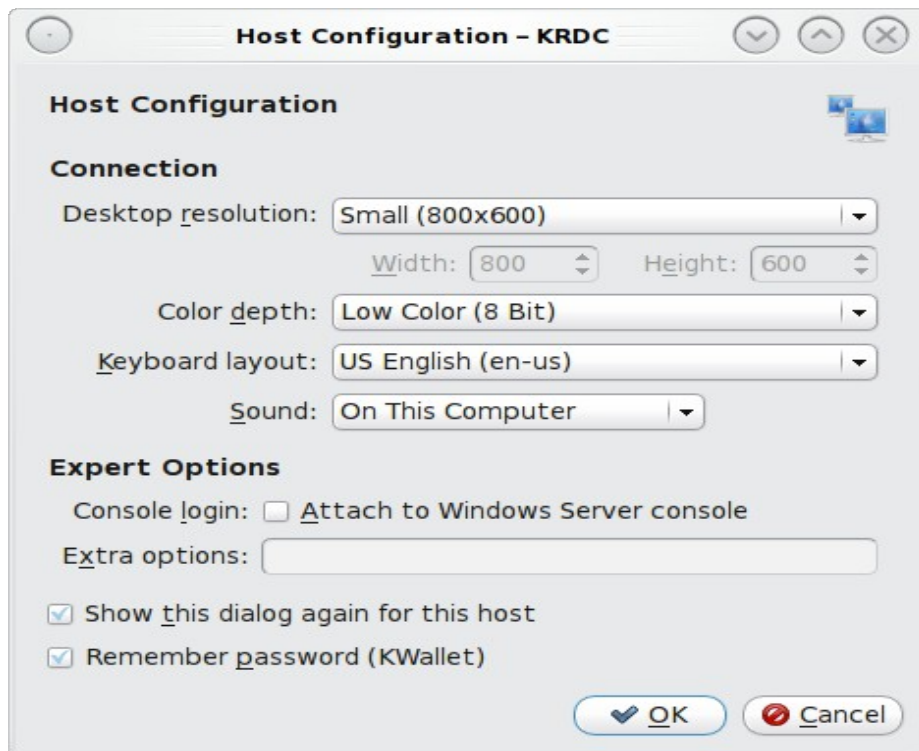 Host Configuration – KRDC
Host Configuration
Connection
Desktop resolution: Small (800x600)
Width: 800 Height: 600
Color depth: Low Color (8 Bit)
Keyboard layout: US English (en-us)
Sound: On This Computer
Expert Options
Console login: Attach to Windows Server console
Extra options:
Show this dialog again for this host
Remember password (KWallet)
OK Cancel